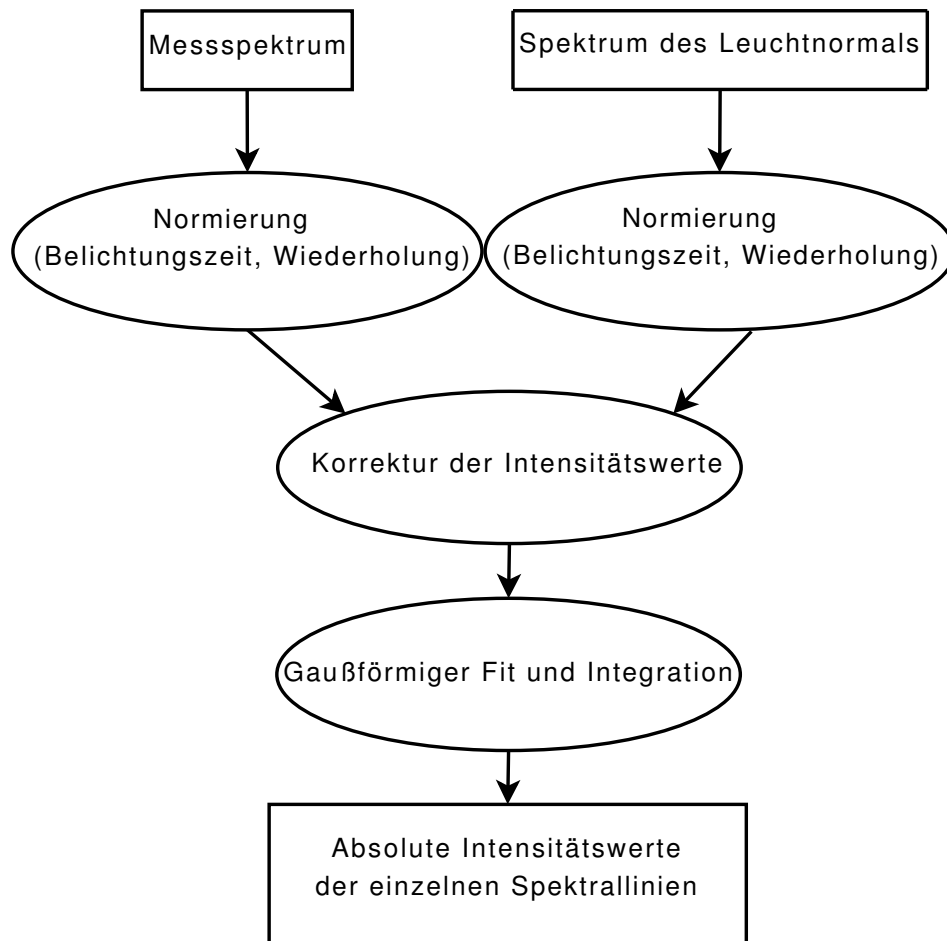 Messspektrum
Spektrum des Leuchtnormals
Normierung
(Belichtungszeit, Wiederholung)
Normierung
(Belichtungszeit, Wiederholung)
Korrektur der Intensitätswerte
Gaußförmiger Fit und Integration
Absolute Intensitätswerte
der einzelnen Spektrallinien